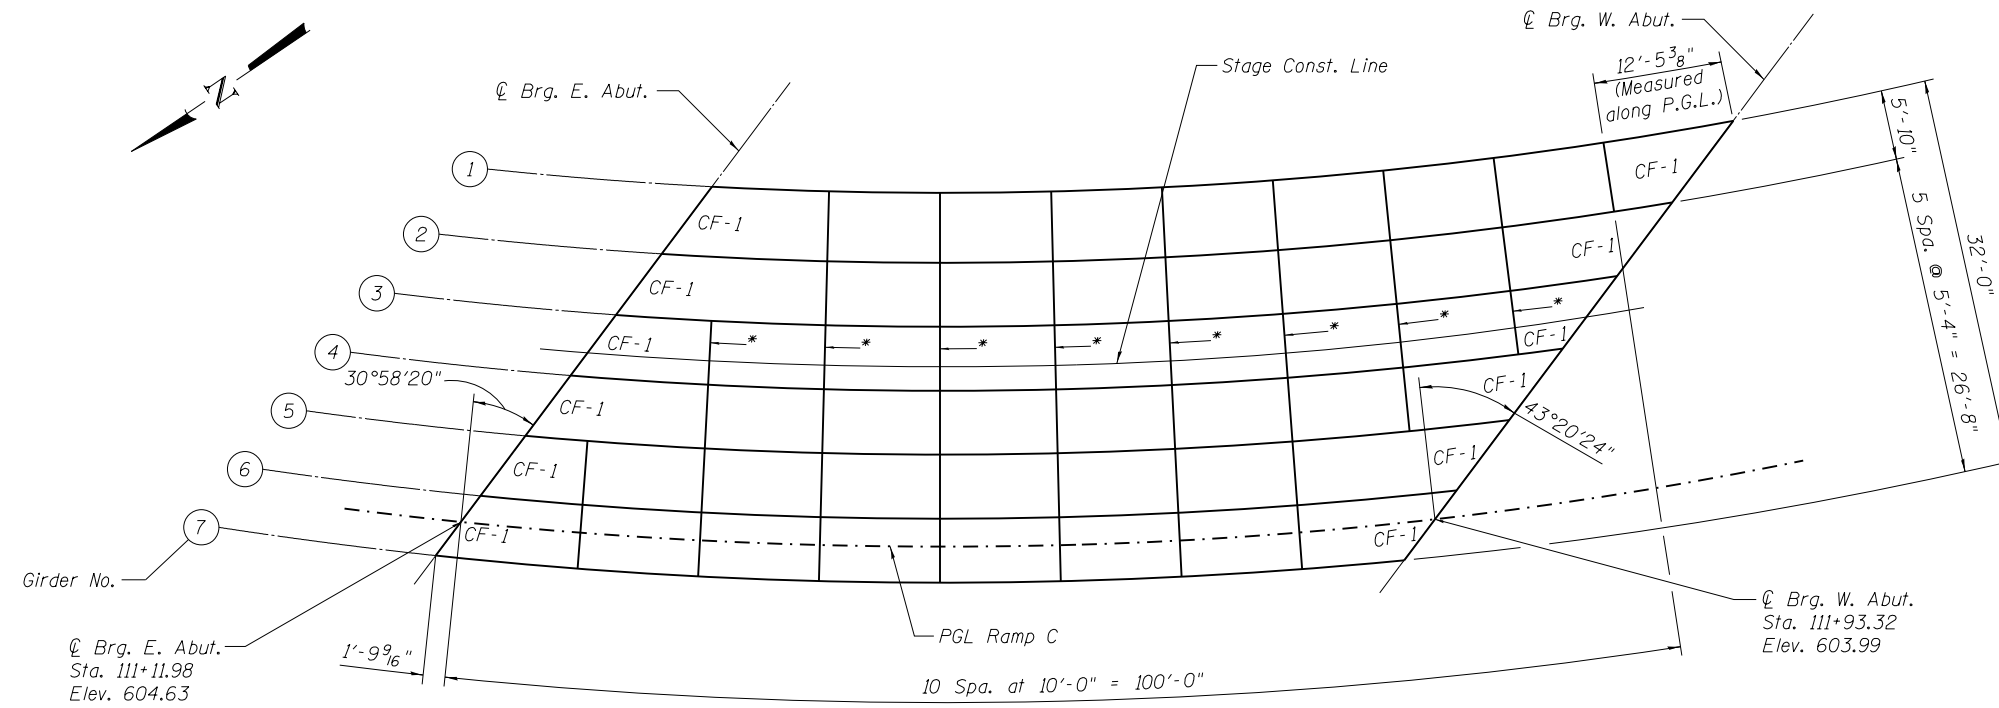 ℄ Brg. W. Abut.
12'-5 3/8"
(Measured
along P.G.L.)
Stage Const. Line
℄ Brg. E. Abut.
N
5'-10"
32'-0"
5 Spa. @ 5'-4" = 26'-8"
1
2
3
4
5
6
7
CF-1
CF-1
CF-1
CF-1
CF-1
CF-1
CF-1
CF-1
CF-1
CF-1
CF-1
CF-1
* * * * * * * *
30°58'20"
43°20'24"
Girder No.
℄ Brg. E. Abut.
Sta. 111+11.98
Elev. 604.63
1'-9 9/16"
PGL Ramp C
10 Spa. at 10'-0" = 100'-0"
℄ Brg. W. Abut.
Sta. 111+93.32
Elev. 603.99